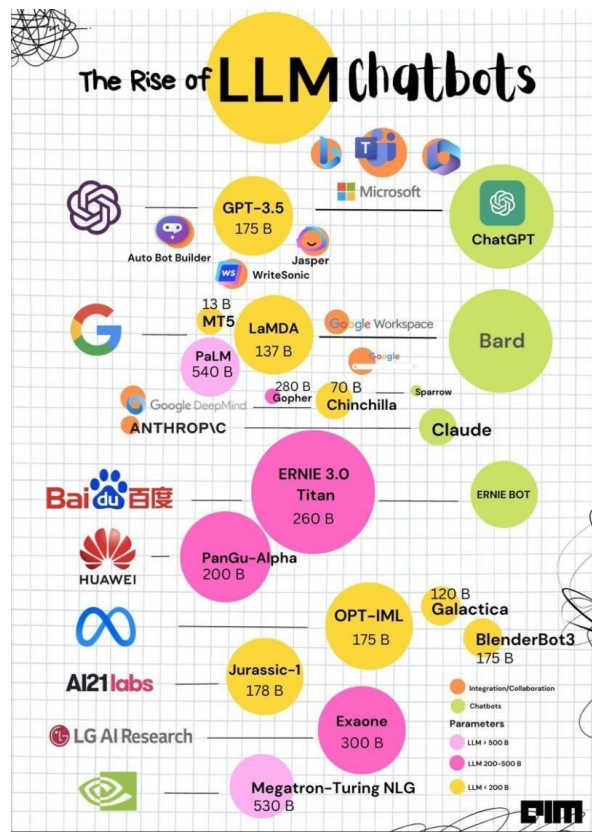 The Rise of LLM Chatbots
Microsoft
GPT-3.5
175 B
ChatGPT
Auto Bot Builder
Jasper
WS
WriteSonic
13 B
MT5
LaMDA
137 B
Google Workspace
Bard
PaLM
540 B
Google
280 B
Gopher
70 B
Chinchilla
Sparrow
Google DeepMind
ANTHROP\C
Claude
ERNIE 3.0
Titan
260 B
Bai du 百度
ERNIE BOT
HUAWEI
PanGu-Alpha
200 B
OPT-IML
175 B
120 B
Galactica
BlenderBot3
175 B
AI21labs
Jurassic-1
178 B
LG AI Research
Exaone
300 B
Megatron-Turing NLG
530 B
Integration/Collaboration
Chatbots
Parameters
LLM > 500 B
LLM 200-500 B
LLM < 200 B
AIM